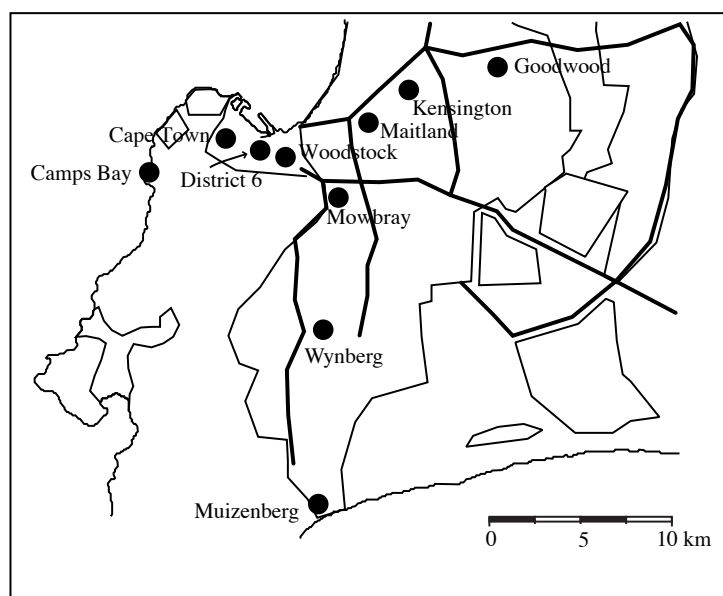 Goodwood
Kensington
Maitland
Cape Town
Woodstock
Camps Bay
District 6
Mowbray
Wynberg
Muizenberg
0 5 10 km